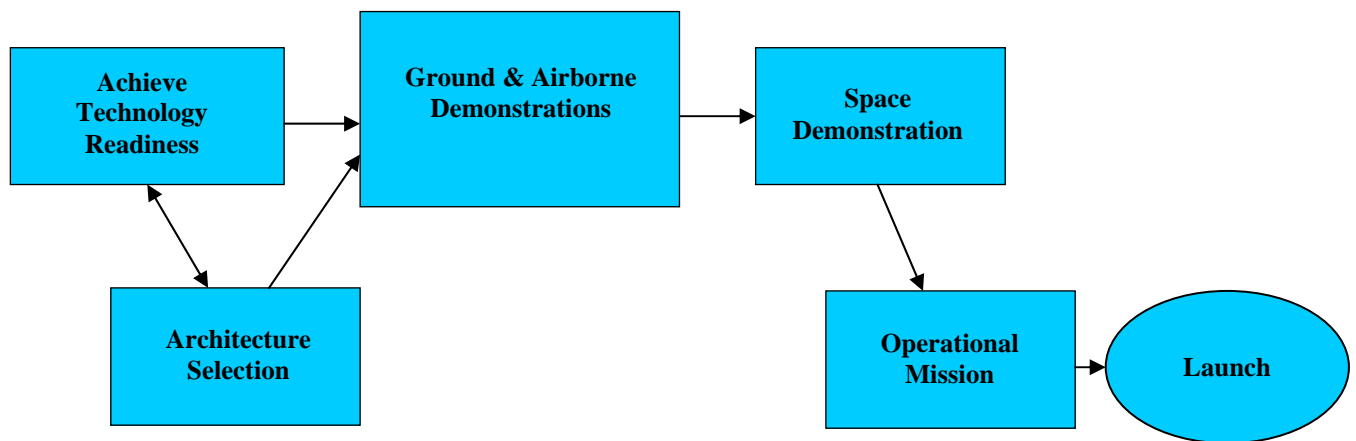 Achieve
Technology
Readiness
Ground & Airborne
Demonstrations
Space
Demonstration
Architecture
Selection
Operational
Mission
Launch